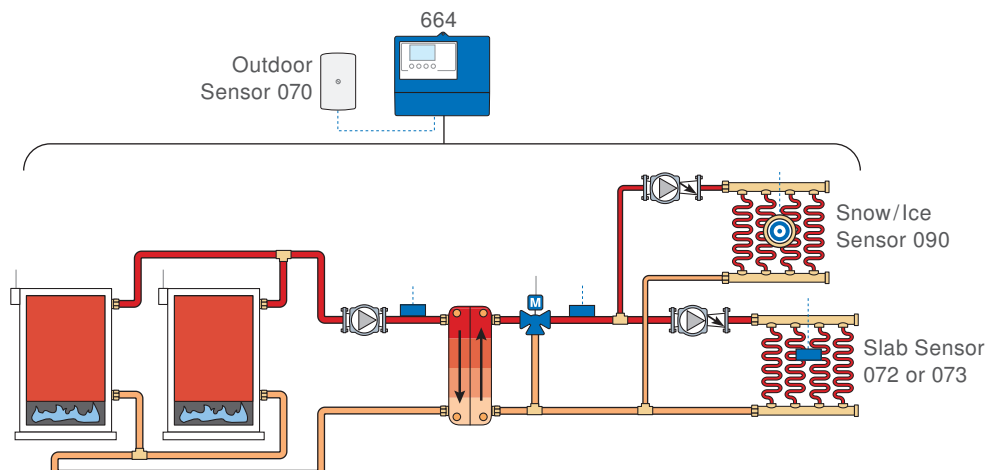 664
Outdoor
Sensor 070
Snow/Ice
Sensor 090
M
Slab Sensor
072 or 073